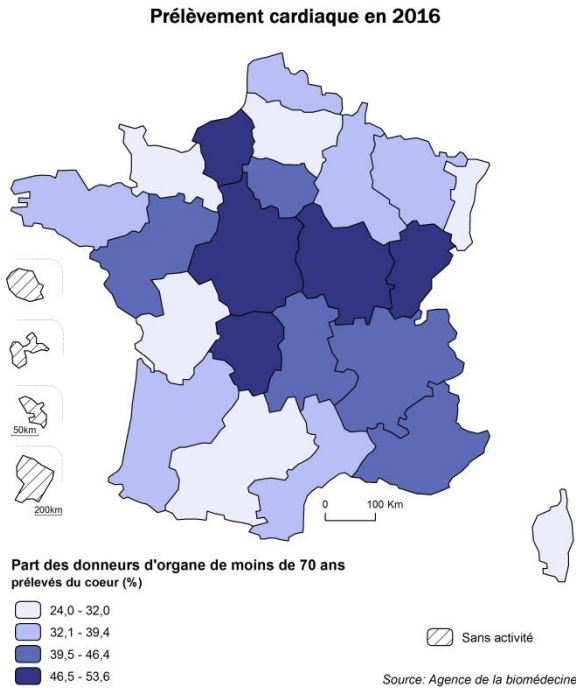 Prélèvement cardiaque en 2016
50km
200km
0 100 Km
Part des donneurs d'organe de moins de 70 ans
prélevés du coeur (%)
24,0 - 32,0
32,1 - 39,4
39,5 - 46,4
46,5 - 53,6
Sans activité
Source: Agence de la biomédecine